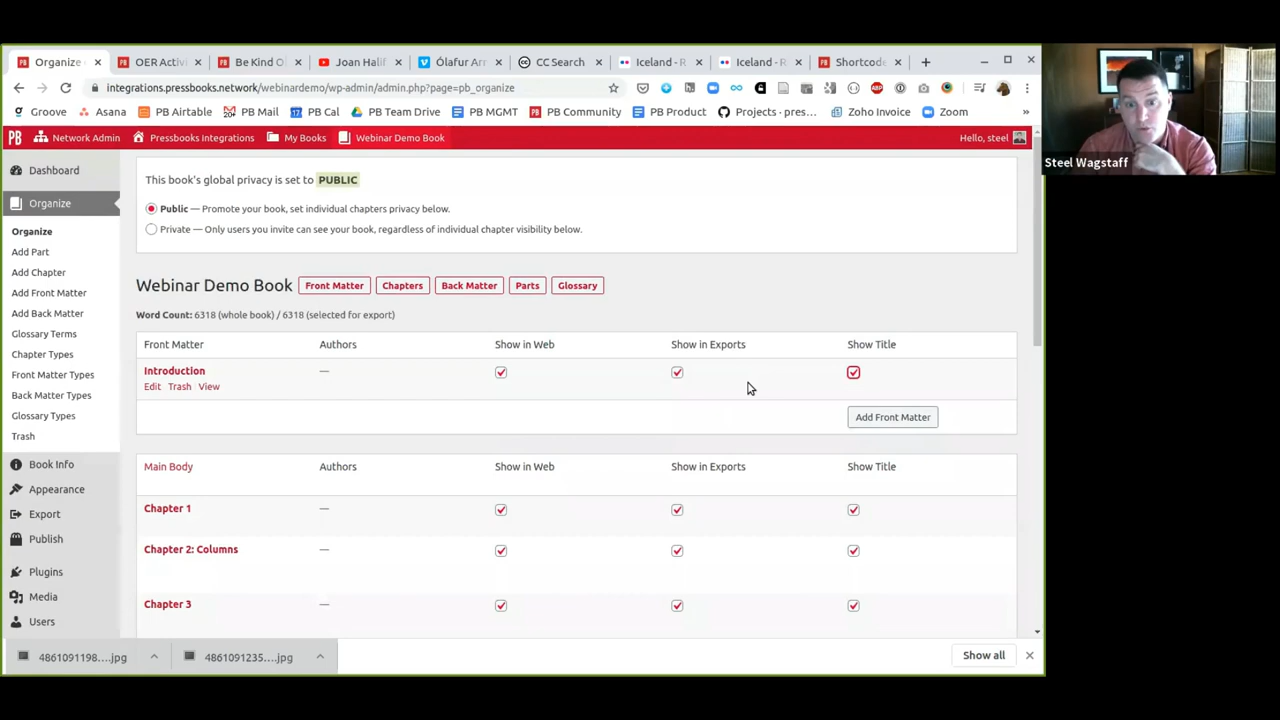 Organize
OER Activi
Be Kind O
Joan Halif
Ólafur Arn
CC Search
Iceland - R
Iceland - R
Shortcode
integrations.pressbooks.network/webinardemo/wp-admin/admin.php?page=pb_organize
Groove
Asana
PB Airtable
PB Mail
PB Cal
PB Team Drive
PB MGMT
PB Community
PB Product
Projects · pres...
Zoho Invoice
Zoom
PB
Network Admin
Pressbooks Integrations
My Books
Webinar Demo Book
Hello, steel
Steel Wagstaff
Dashboard
Organize
Organize
Add Part
Add Chapter
Add Front Matter
Add Back Matter
Glossary Terms
Chapter Types
Front Matter Types
Back Matter Types
Glossary Types
Trash
Book Info
Appearance
Export
Publish
Plugins
Media
Users
This book's global privacy is set to PUBLIC
Public — Promote your book, set individual chapters privacy below.
Private — Only users you invite can see your book, regardless of individual chapter visibility below.
Webinar Demo Book Front Matter Chapters Back Matter Parts Glossary
Word Count: 6318 (whole book) / 6318 (selected for export)
Front Matter Authors Show in Web Show in Exports Show Title
Introduction —
Edit Trash View
Add Front Matter
Main Body Authors Show in Web Show in Exports Show Title
Chapter 1 —
Chapter 2: Columns —
Chapter 3 —
4861091198....jpg
4861091235....jpg
Show all